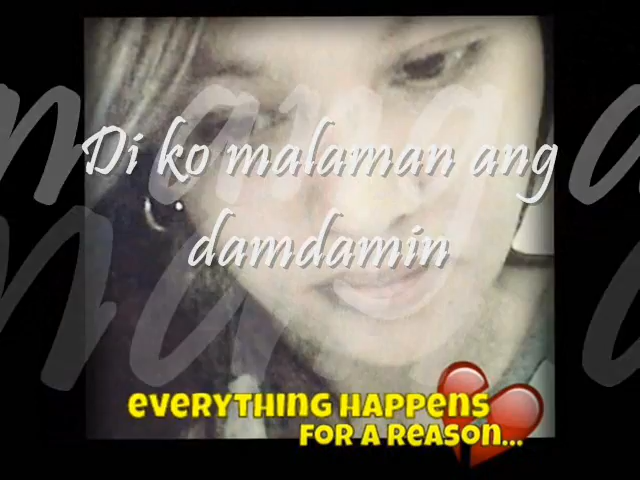 Di ko malaman ang
damdamin
EVERYTHING HAPPENS
FOR A REASON...